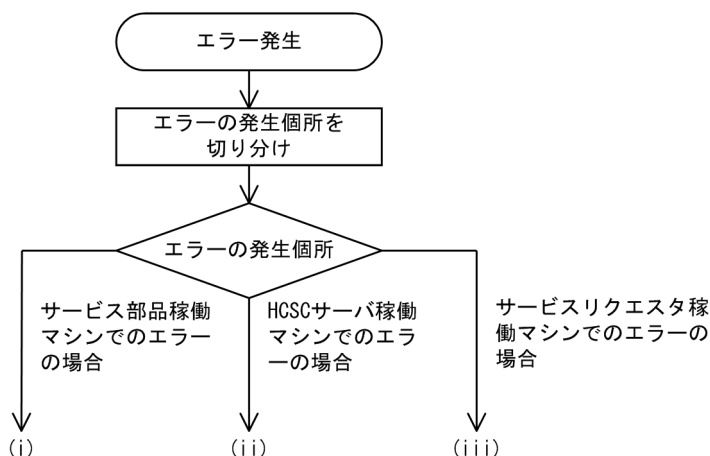 エラー発生
エラーの発生個所を
切り分け
エラーの発生個所
サービス部品稼働
マシンでのエラー
の場合
HCSCサーバ稼働
マシンでのエラ
ーの場合
サービスリクエスタ稼
働マシンでのエラーの
場合
(i)
(ii)
(iii)